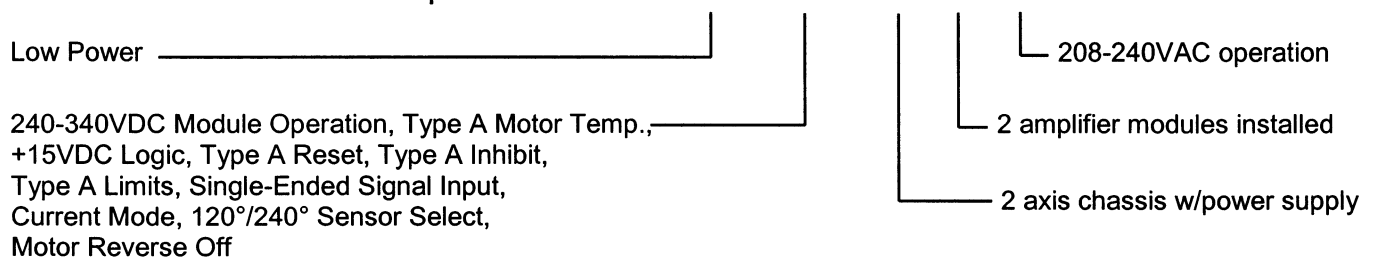 Low Power
208-240VAC operation
240-340VDC Module Operation, Type A Motor Temp.,
2 amplifier modules installed
+15VDC Logic, Type A Reset, Type A Inhibit,
Type A Limits, Single-Ended Signal Input,
2 axis chassis w/power supply
Current Mode, 120°/240° Sensor Select,
Motor Reverse Off